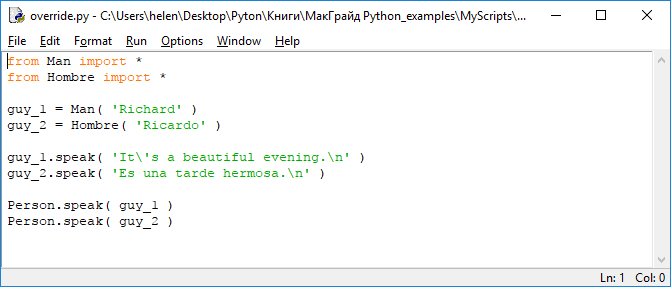 override.py - C:\Users\helen\Desktop\Pyton\Книги\МакГрайд Python_examples\MyScripts\...
File Edit Format Run Options Window Help
from Man import *
from Hombre import *
guy_1 = Man( 'Richard' )
guy_2 = Hombre( 'Ricardo' )
guy_1.speak( 'It\'s a beautiful evening.\n' )
guy_2.speak( 'Es una tarde hermosa.\n' )
Person.speak( guy_1 )
Person.speak( guy_2 )
Ln: 1 Col: 0